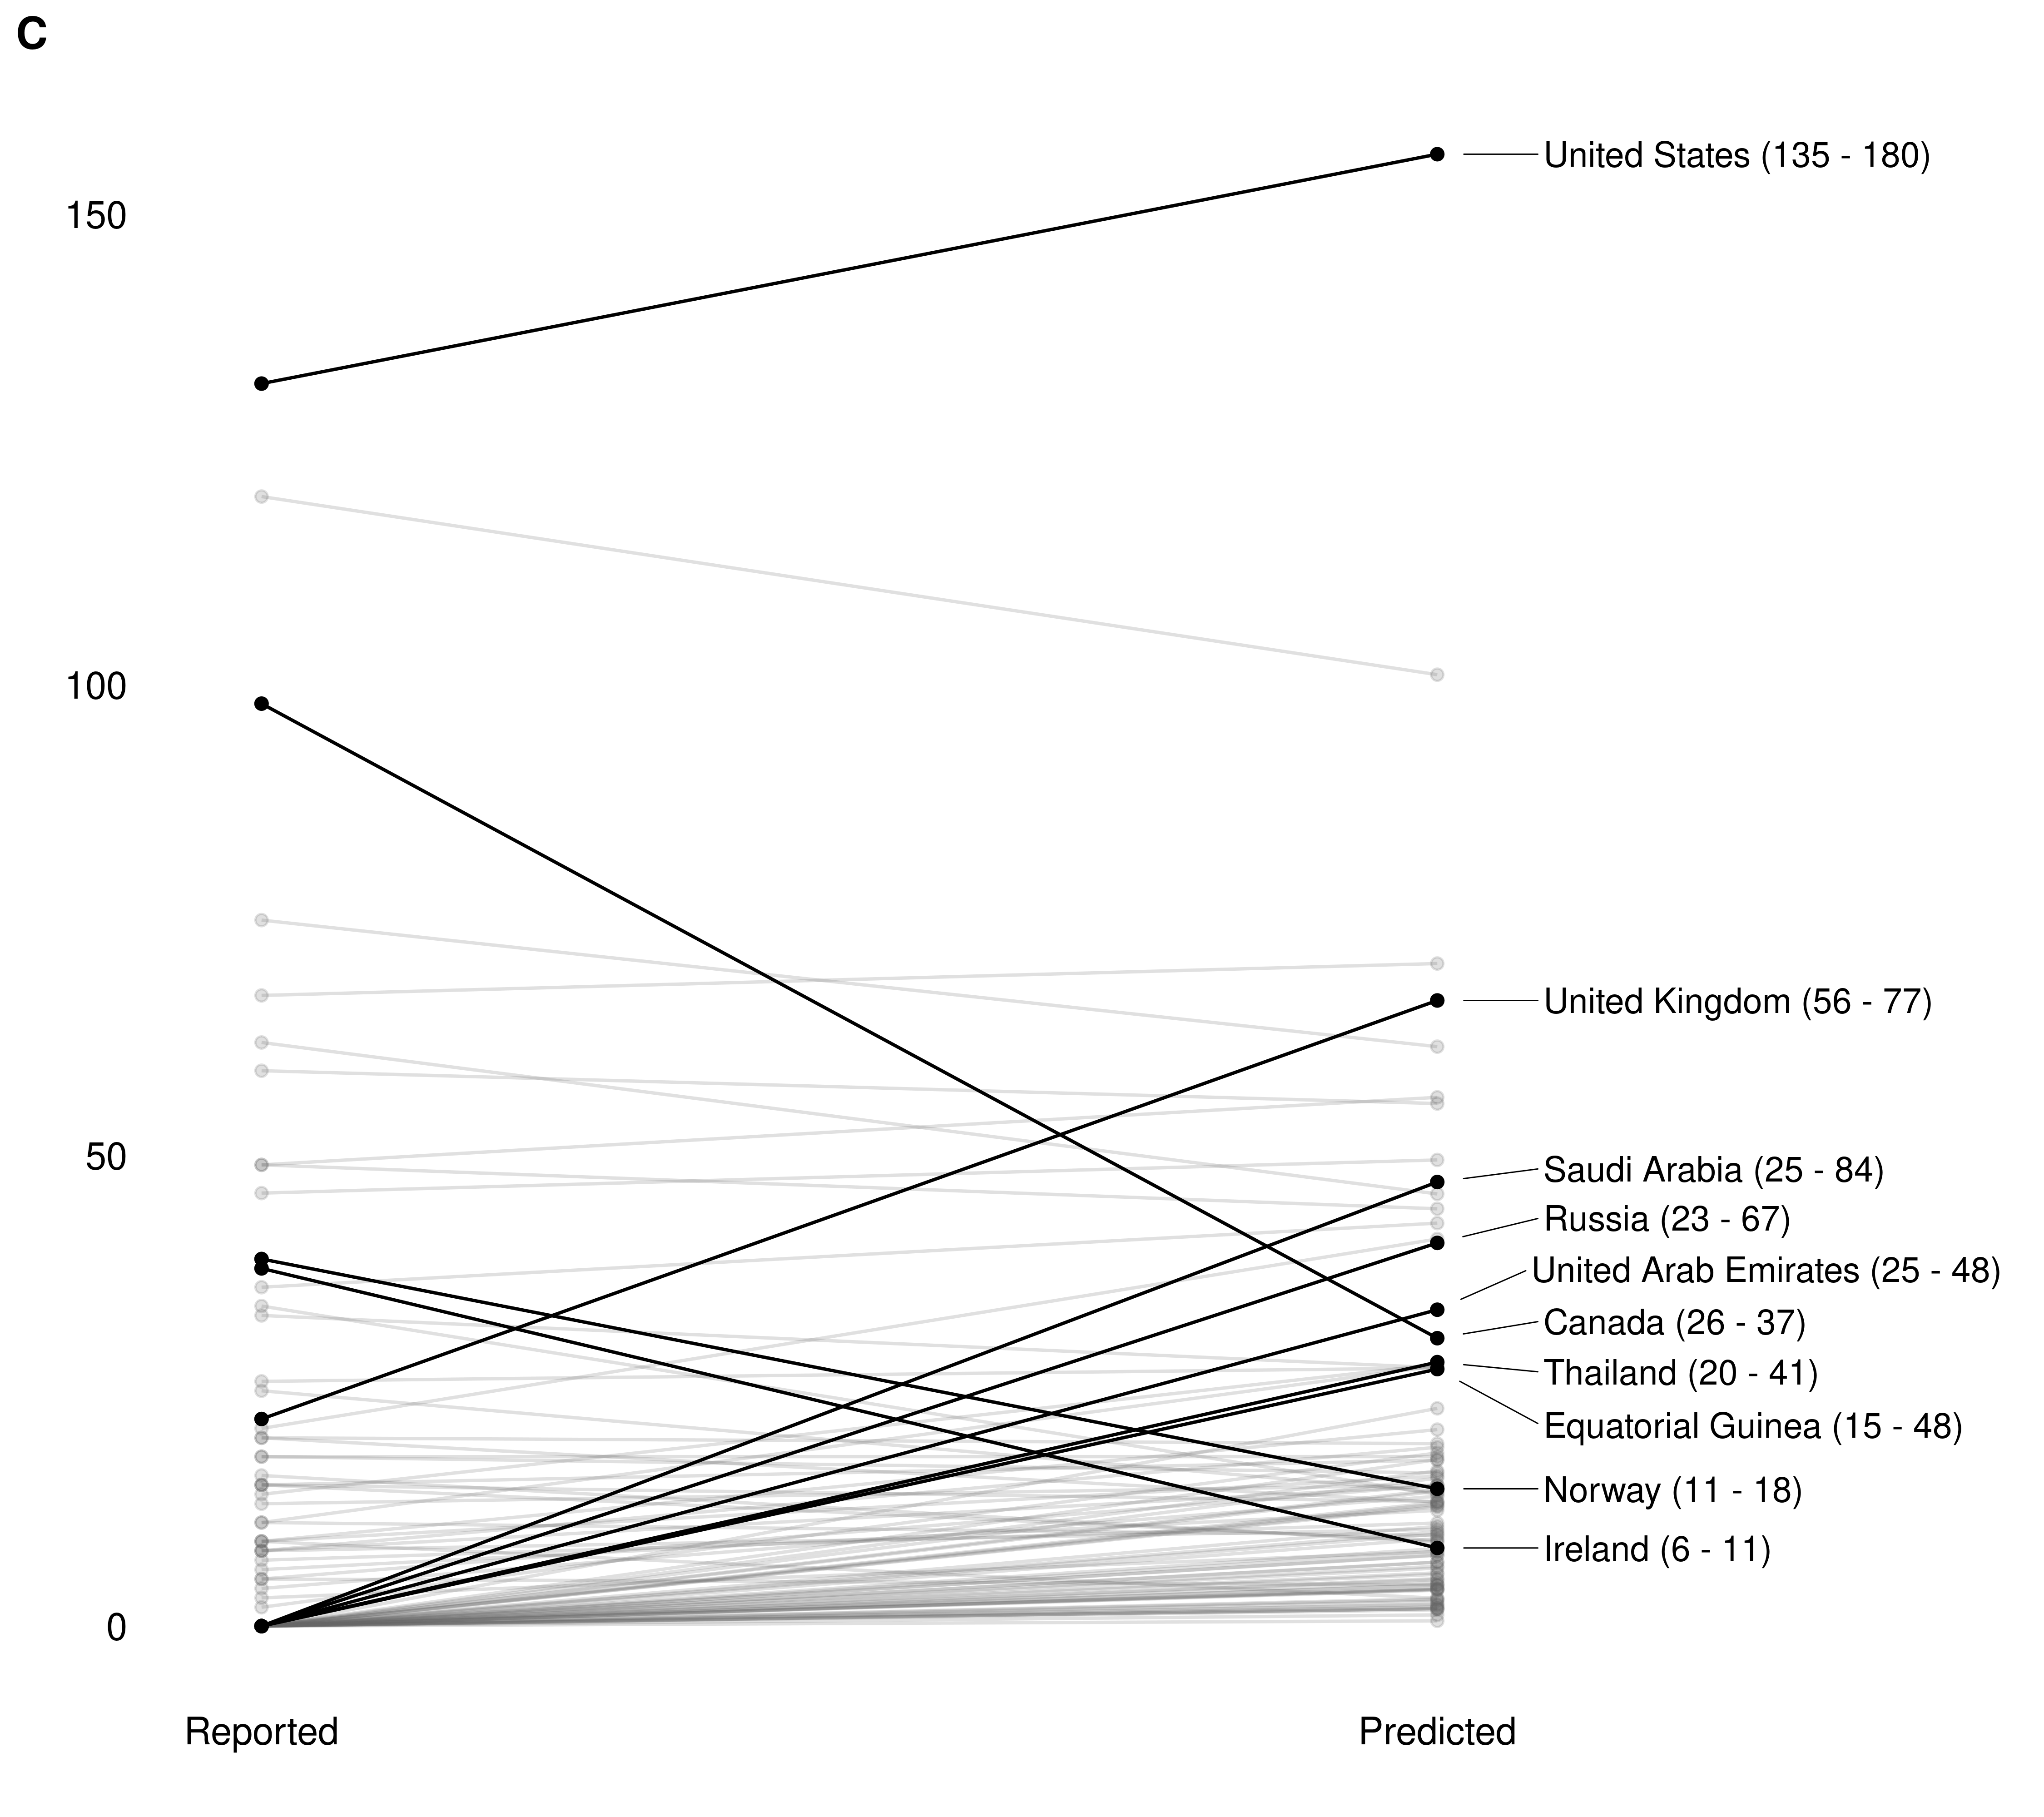 C
150
100
50
0
United States (135 - 180)
United Kingdom (56 - 77)
Saudi Arabia (25 - 84)
Russia (23 - 67)
United Arab Emirates (25 - 48)
Canada (26 - 37)
Thailand (20 - 41)
Equatorial Guinea (15 - 48)
Norway (11 - 18)
Ireland (6 - 11)
Reported
Predicted